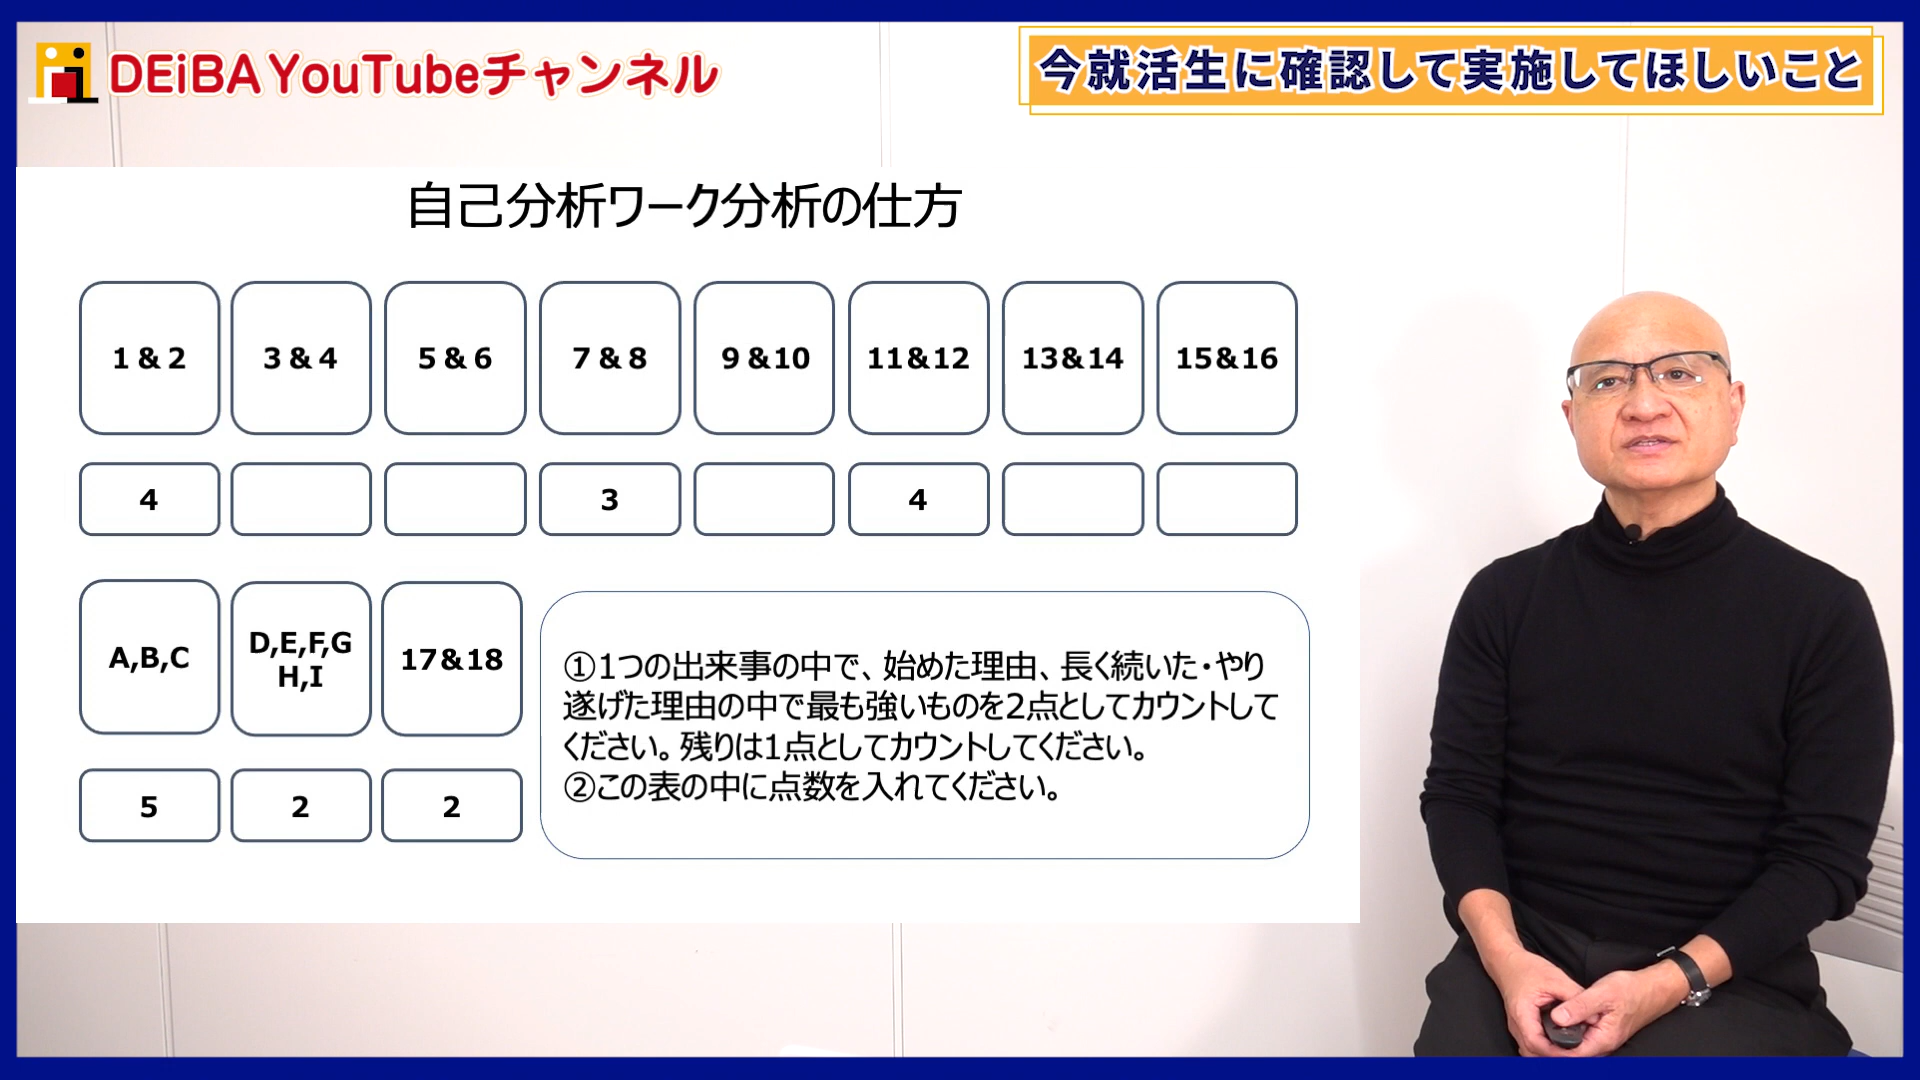 DEiBA YouTubeチャンネル
今就活生に確認して実施してほしいこと
自己分析ワーク分析の仕方
1 & 2
3 & 4
5 & 6
7 & 8
9 &10
11&12
13&14
15&16
4
3
4
A,B,C
D,E,F,G
H,I
17&18
5
2
2
①1つの出来事の中で、始めた理由、長く続いた・やり
遂げた理由の中で最も強いものを2点としてカウントして
ください。残りは1点としてカウントしてください。
②この表の中に点数を入れてください。